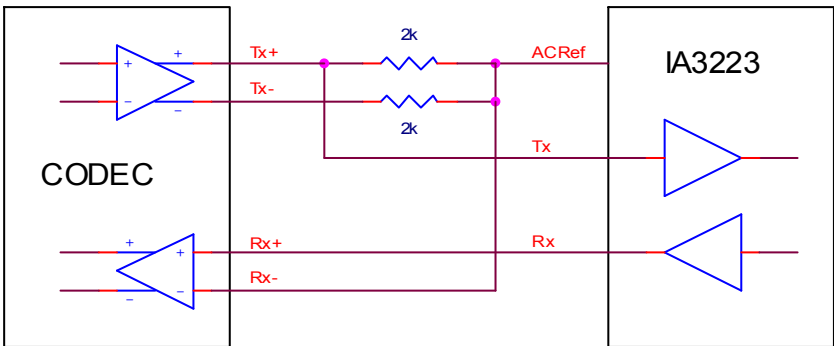 2k
Tx+
ACRef
IA3223
+
+
Tx-
−
−
2k
Tx
CODEC
Rx+
Rx
+
+
Rx-
−
−